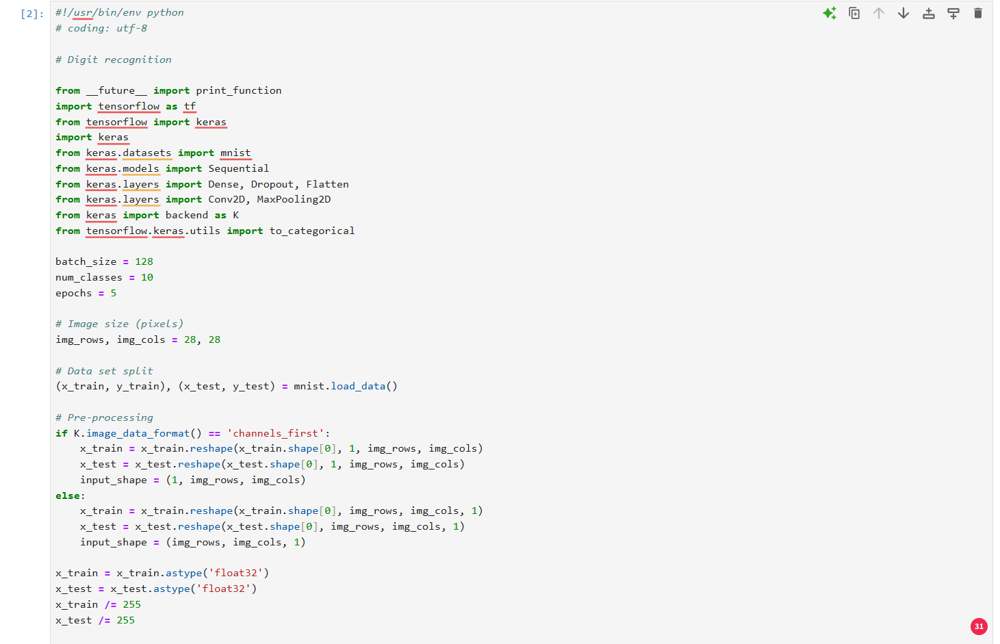 [2]: #!/usr/bin/env python
# coding: utf-8
# Digit recognition
from __future__ import print_function
import tensorflow as tf
from tensorflow import keras
import keras
from keras.datasets import mnist
from keras.models import Sequential
from keras.layers import Dense, Dropout, Flatten
from keras.layers import Conv2D, MaxPooling2D
from keras import backend as K
from tensorflow.keras.utils import to_categorical
batch_size = 128
num_classes = 10
epochs = 5
# Image size (pixels)
img_rows, img_cols = 28, 28
# Data set split
(x_train, y_train), (x_test, y_test) = mnist.load_data()
# Pre-processing
if K.image_data_format() == 'channels_first':
    x_train = x_train.reshape(x_train.shape[0], 1, img_rows, img_cols)
    x_test = x_test.reshape(x_test.shape[0], 1, img_rows, img_cols)
    input_shape = (1, img_rows, img_cols)
else:
    x_train = x_train.reshape(x_train.shape[0], img_rows, img_cols, 1)
    x_test = x_test.reshape(x_test.shape[0], img_rows, img_cols, 1)
    input_shape = (img_rows, img_cols, 1)
x_train = x_train.astype('float32')
x_test = x_test.astype('float32')
x_train /= 255
x_test /= 255
31